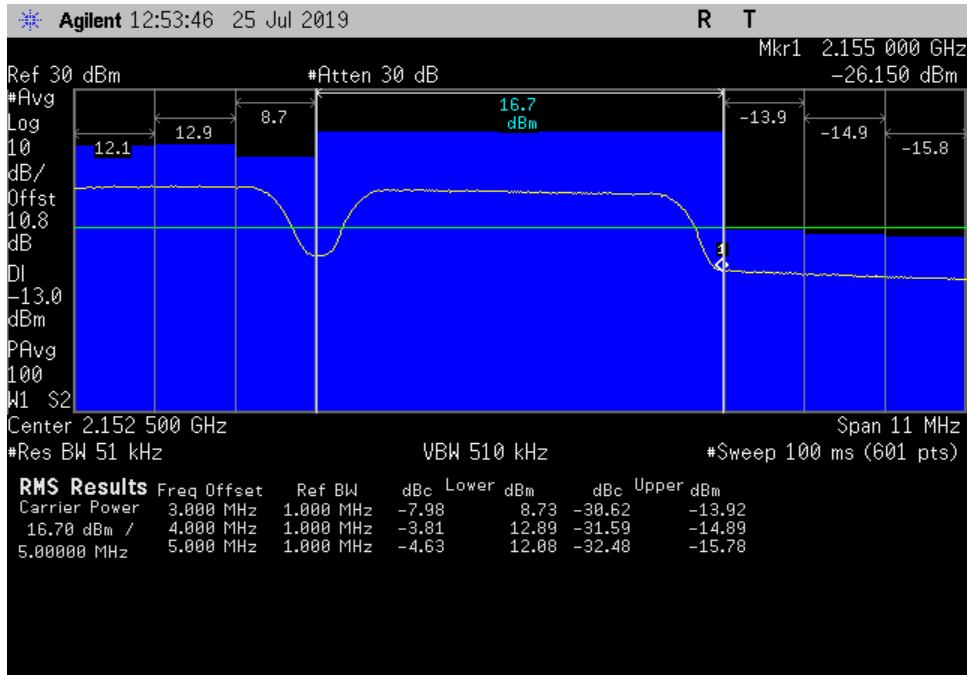 Agilent 12:53:46 25 Jul 2019 R T
Mkr1 2.155 000 GHz
Ref 30 dBm #Atten 30 dB -26.150 dBm
#Avg
Log
10
dB/
Offst
10.8
dB
DI
-13.0
dBm
PAvg
100
W1 S2
12.1 12.9 8.7 16.7 dBm -13.9 -14.9 -15.8
1
Center 2.152 500 GHz Span 11 MHz
#Res BW 51 kHz VBW 510 kHz #Sweep 100 ms (601 pts)
RMS Results Freq Offset Ref BW dBc Lower dBm dBc Upper dBm
Carrier Power 3.000 MHz 1.000 MHz -7.98 8.73 -30.62 -13.92
16.70 dBm / 4.000 MHz 1.000 MHz -3.81 12.89 -31.59 -14.89
5.00000 MHz 5.000 MHz 1.000 MHz -4.63 12.08 -32.48 -15.78